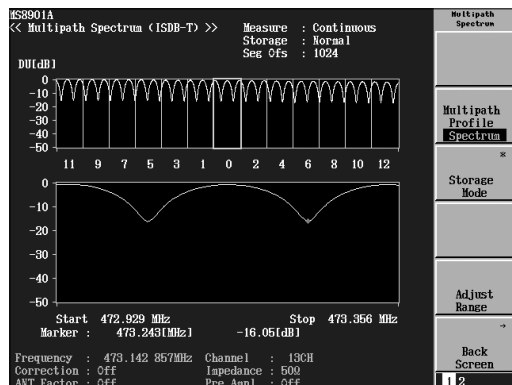 MS8901A
<< Multipath Spectrum (ISDB-T) >>
Measure : Continuous
Storage : Normal
Seg Ofs : 1024
DU[dB]
0
-10
-20
-30
-40
-50
11 9 7 5 3 1 0 2 4 6 8 10 12
0
-10
-20
-30
-40
-50
Start 472.929 MHz Stop 473.356 MHz
Marker : 473.243[MHz] -16.05[dB]
Frequency : 473.142 857MHz Channel : 13CH
Correction : Off Impedance : 50Ω
ANT Factor : Off Pre Ampl : Off
Multipath
Spectrum
Multipath
Profile
Spectrum
*
Storage
Mode
Adjust
Range
→
Back
Screen
1 2